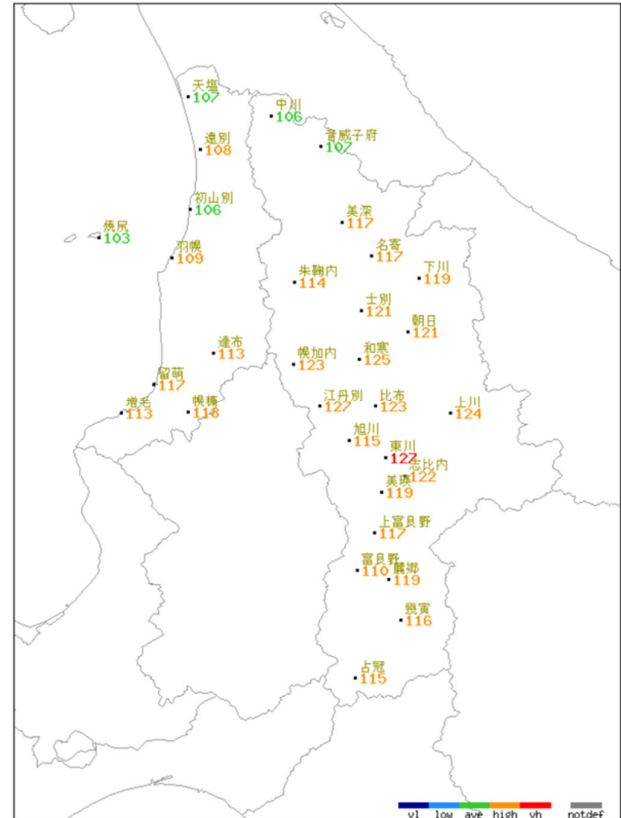 天塩
107
中川
106
遠別
108
音威子府
107
初山別
106
美深
117
焼尻
103
羽幌
109
名寄
117
下川
119
朱鞠内
114
士別
121
朝日
121
達布
113
幌加内
123
和寒
125
留萌
117
増毛
113
幌糠
118
江丹別
127
比布
123
上川
124
旭川
115
東川
127
志比内
122
美瑛
119
上富良野
117
富良野
110
麓郷
119
幾寅
116
占冠
115
vl low ave high vh notdef